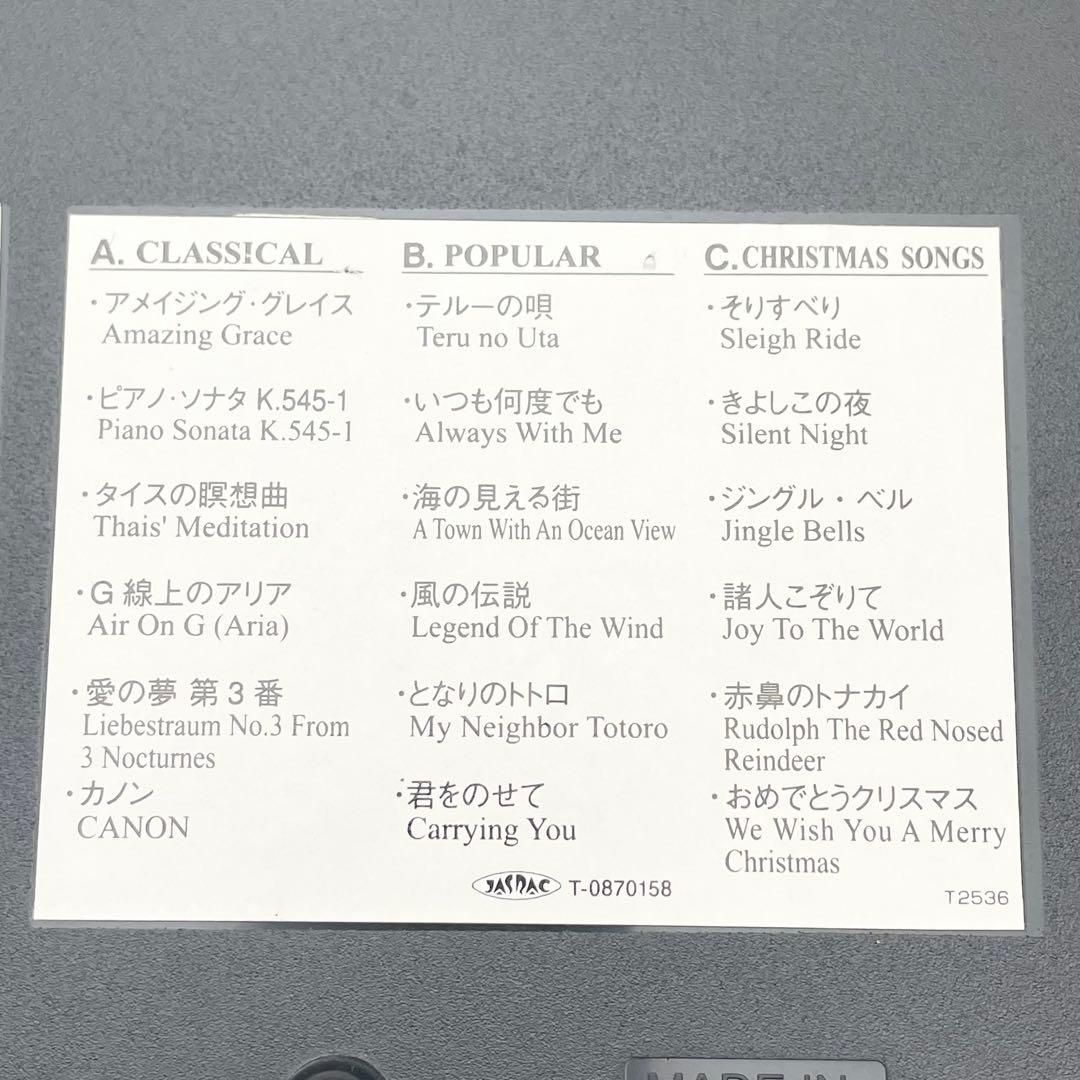 A. CLASSICAL
・アメイジング・グレイス
Amazing Grace
・ピアノ・ソナタ K.545-1
Piano Sonata K.545-1
・タイスの瞑想曲
Thais' Meditation
・G 線上のアリア
Air On G (Aria)
・愛の夢 第3番
Liebestraum No.3 From
3 Nocturnes
・カノン
CANON
B. POPULAR
・テルーの唄
Teru no Uta
・いつも何度でも
Always With Me
・海の見える街
A Town With An Ocean View
・風の伝説
Legend Of The Wind
・となりのトトロ
My Neighbor Totoro
・君をのせて
Carrying You
JASRAC T-0870158
C. CHRISTMAS SONGS
・そりすべり
Sleigh Ride
・きよしこの夜
Silent Night
・ジングル・ベル
Jingle Bells
・諸人こぞりて
Joy To The World
・赤鼻のトナカイ
Rudolph The Red Nosed
Reindeer
・おめでとうクリスマス
We Wish You A Merry
Christmas
T2536
MADE IN